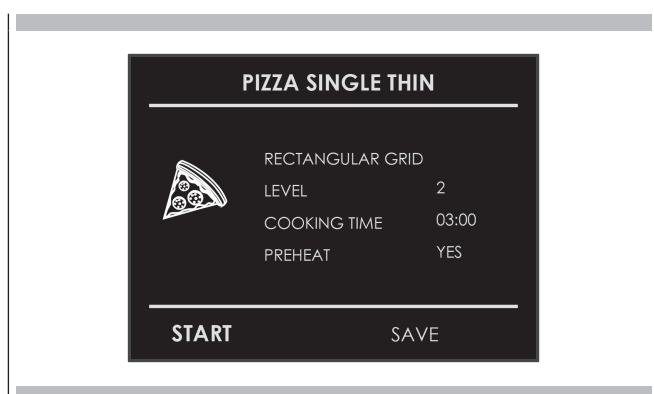 PIZZA SINGLE THIN
RECTANGULAR GRID
LEVEL 2
COOKING TIME 03:00
PREHEAT YES
START SAVE